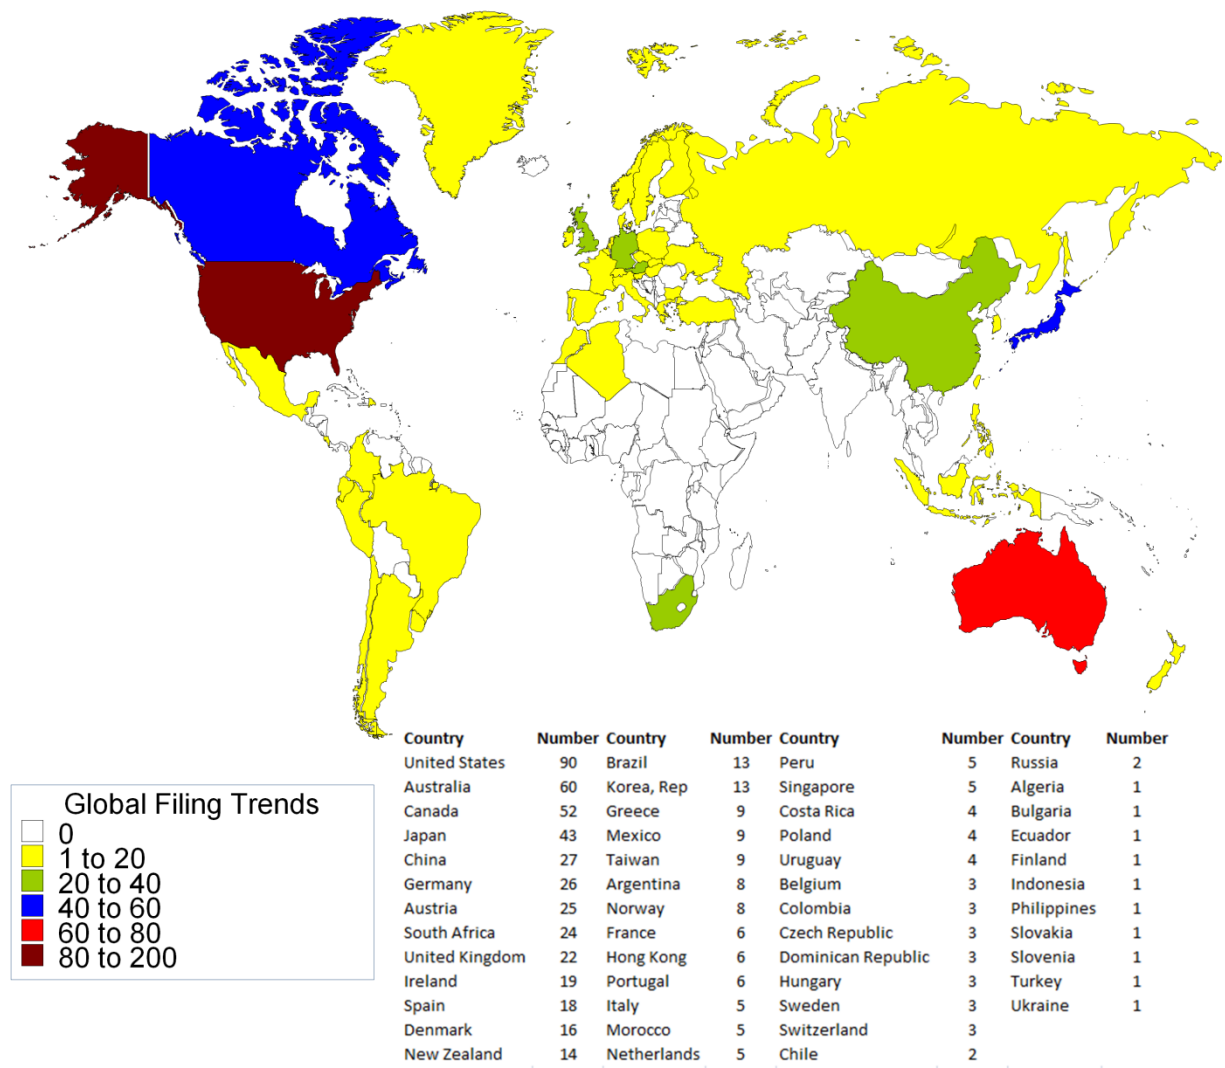 Country Number Country Number Country Number Country Number
United States 90 Brazil 13 Peru 5 Russia 2
Australia 60 Korea, Rep 13 Singapore 5 Algeria 1
Canada 52 Greece 9 Costa Rica 4 Bulgaria 1
Japan 43 Mexico 9 Poland 4 Ecuador 1
China 27 Taiwan 9 Uruguay 4 Finland 1
Germany 26 Argentina 8 Belgium 3 Indonesia 1
Austria 25 Norway 8 Colombia 3 Philippines 1
South Africa 24 France 6 Czech Republic 3 Slovakia 1
United Kingdom 22 Hong Kong 6 Dominican Republic 3 Slovenia 1
Ireland 19 Portugal 6 Hungary 3 Turkey 1
Spain 18 Italy 5 Sweden 3 Ukraine 1
Denmark 16 Morocco 5 Switzerland 3
New Zealand 14 Netherlands 5 Chile 2
Global Filing Trends
0
1 to 20
20 to 40
40 to 60
60 to 80
80 to 200